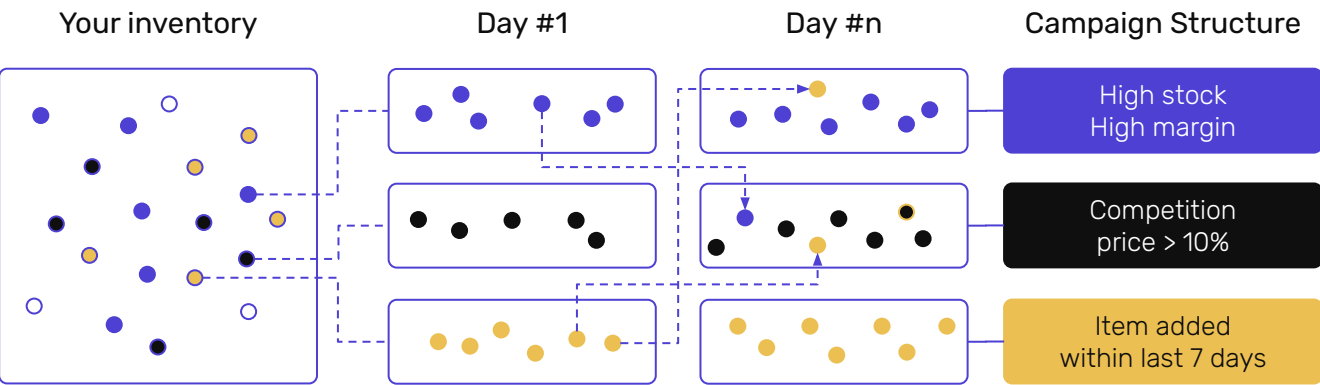 Your inventory
Day #1
Day #n
Campaign Structure
High stock
High margin
Competition
price > 10%
Item added
within last 7 days